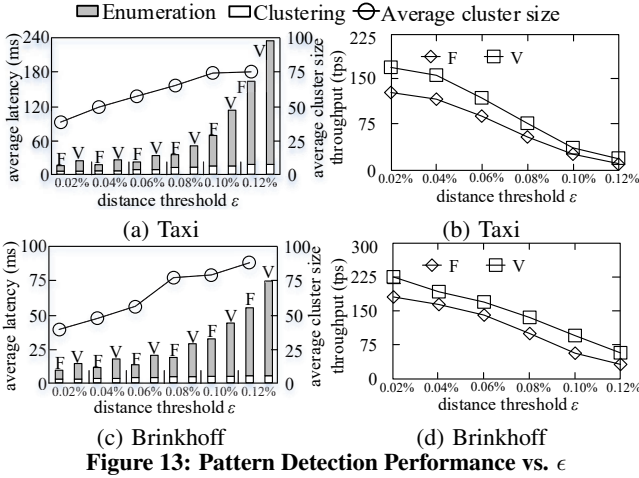 Enumeration Clustering Average cluster size
average latency (ms)
240
180
120
60
0
F V F V F V F V F V F V
100
75
50
25
0
average cluster size
0.02% 0.04% 0.06% 0.08% 0.10% 0.12%
distance threshold ε
(a) Taxi
throughput (tps)
225
150
75
0
F V
0.02% 0.04% 0.06% 0.08% 0.10% 0.12%
distance threshold ε
(b) Taxi
average latency (ms)
100
75
50
25
0
F V F V F V F V F V F V
100
75
50
25
0
average cluster size
0.02% 0.04% 0.06% 0.08% 0.10% 0.12%
distance threshold ε
(c) Brinkhoff
throughput (tps)
300
225
150
75
0
F V
0.02% 0.04% 0.06% 0.08% 0.10% 0.12%
distance threshold ε
(d) Brinkhoff
Figure 13: Pattern Detection Performance vs. ϵ